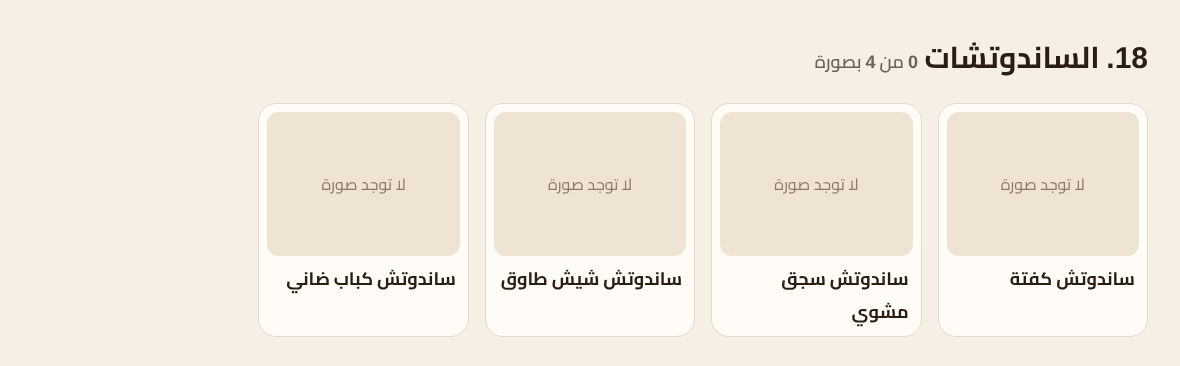 18. الساندوتشات 0 من 4 بصورة
لا توجد صورة
ساندوتش كفتة
لا توجد صورة
ساندوتش سجق
مشوي
لا توجد صورة
ساندوتش شيش طاوق
لا توجد صورة
ساندوتش كباب ضاني